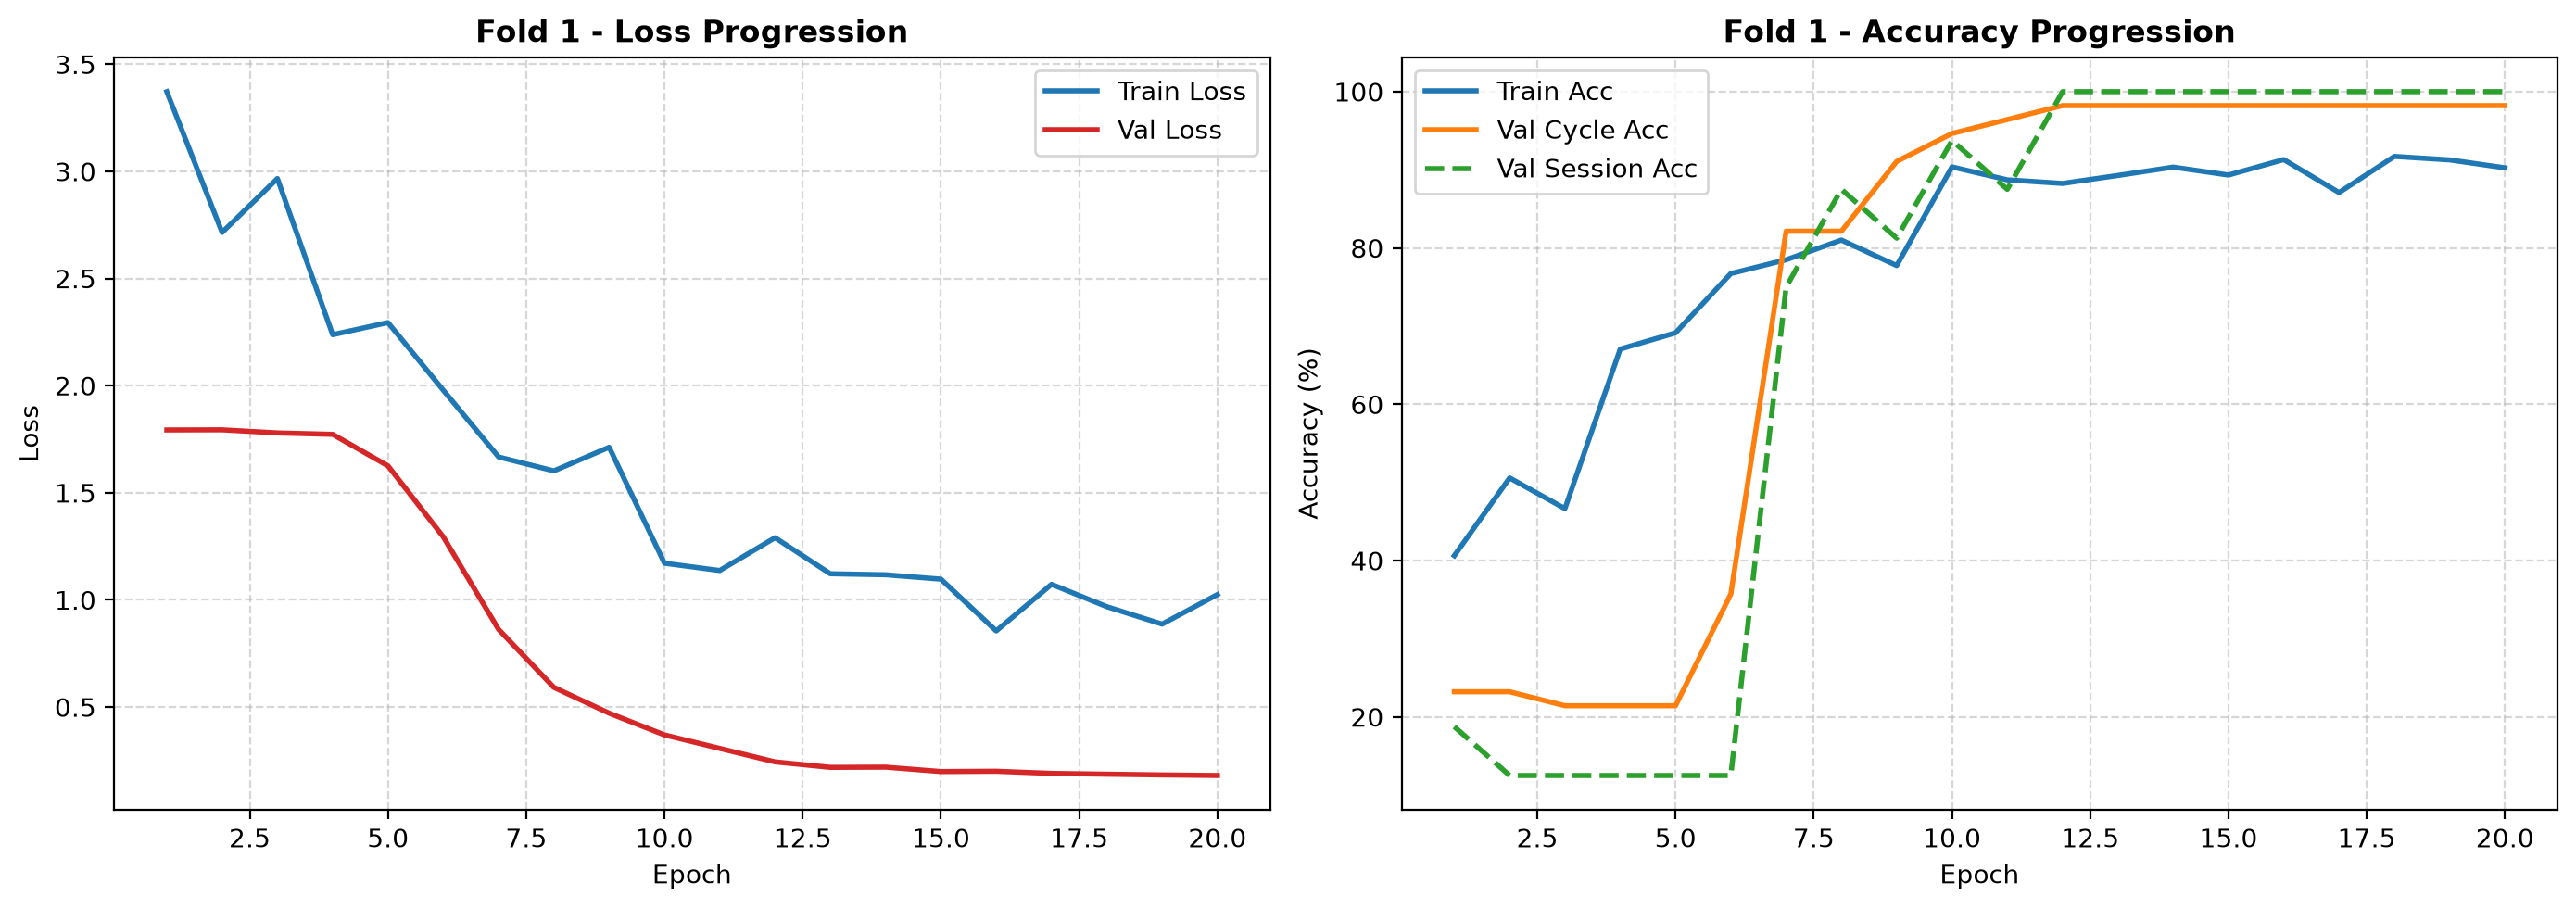 Fold 1 - Loss Progression
3.5
3.0
2.5
2.0
1.5
1.0
0.5
Loss
Train Loss
Val Loss
2.5 5.0 7.5 10.0 12.5 15.0 17.5 20.0
Epoch
Fold 1 - Accuracy Progression
100
80
60
40
20
Accuracy (%)
Train Acc
Val Cycle Acc
Val Session Acc
2.5 5.0 7.5 10.0 12.5 15.0 17.5 20.0
Epoch